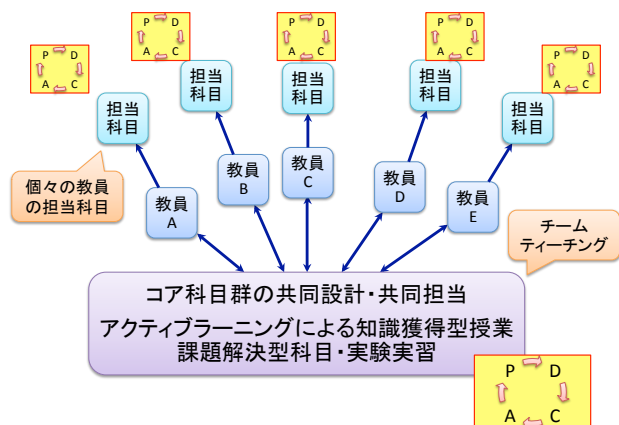 P D
A C
P D
A C
P D
A C
P D
A C
P D
A C
担当
科目
担当
科目
担当
科目
担当
科目
担当
科目
個々の教員
の担当科目
教員
A
教員
B
教員
C
教員
D
教員
E
チーム
ティーチング
コア科目群の共同設計・共同担当
アクティブラーニングによる知識獲得型授業
課題解決型科目・実験実習
P D
A C